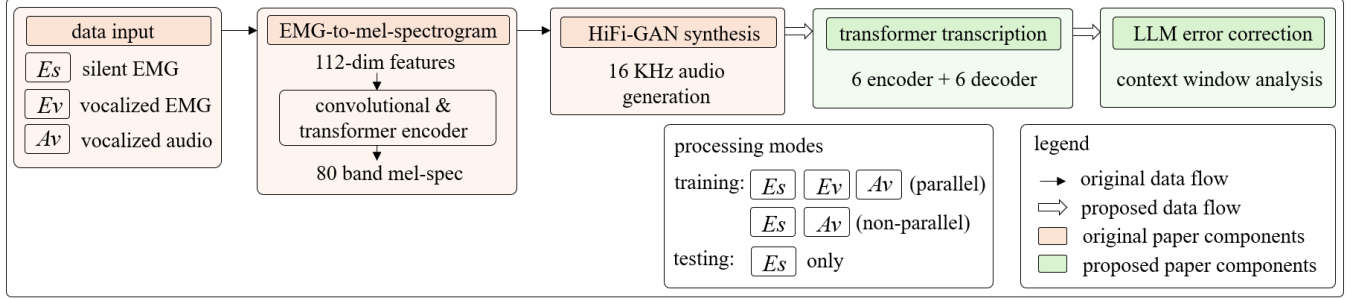 data input
Es silent EMG
Ev vocalized EMG
Av vocalized audio
EMG-to-mel-spectrogram
112-dim features
convolutional &
transformer encoder
80 band mel-spec
HiFi-GAN synthesis
16 KHz audio
generation
transformer transcription
6 encoder + 6 decoder
LLM error correction
context window analysis
processing modes
training: Es Ev Av (parallel)
Es Av (non-parallel)
testing: Es only
legend
original data flow
proposed data flow
original paper components
proposed paper components